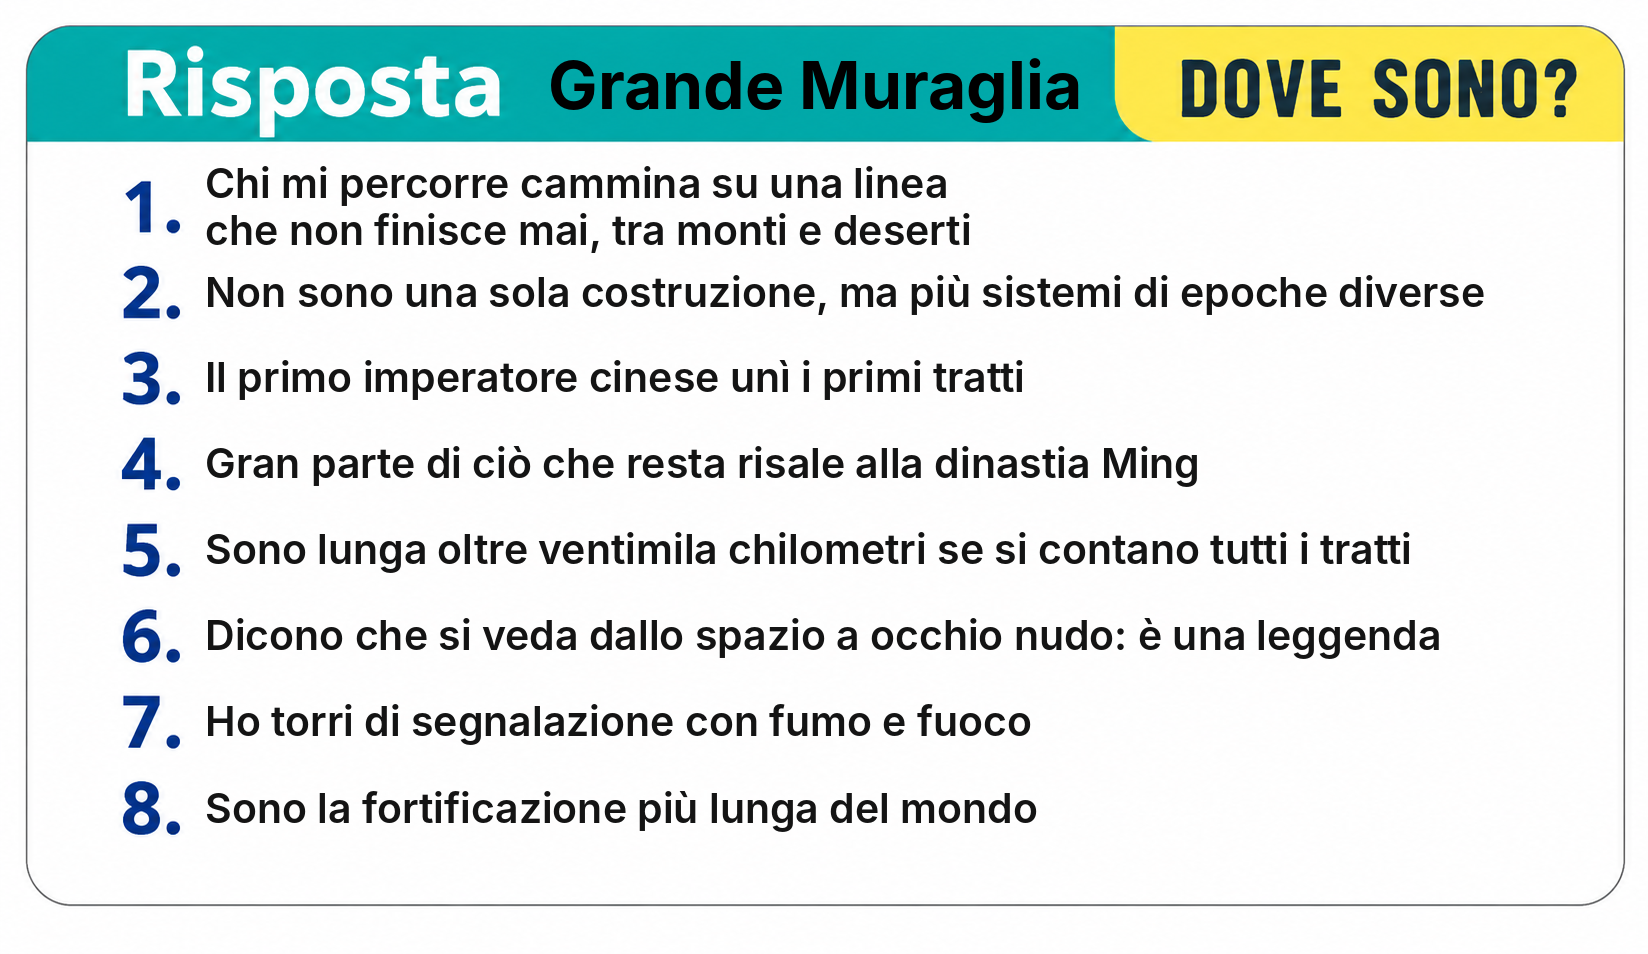 Risposta Grande Muraglia DOVE SONO?
1. Chi mi percorre cammina su una linea
che non finisce mai, tra monti e deserti
2. Non sono una sola costruzione, ma più sistemi di epoche diverse
3. Il primo imperatore cinese unì i primi tratti
4. Gran parte di ciò che resta risale alla dinastia Ming
5. Sono lunga oltre ventimila chilometri se si contano tutti i tratti
6. Dicono che si veda dallo spazio a occhio nudo: è una leggenda
7. Ho torri di segnalazione con fumo e fuoco
8. Sono la fortificazione più lunga del mondo